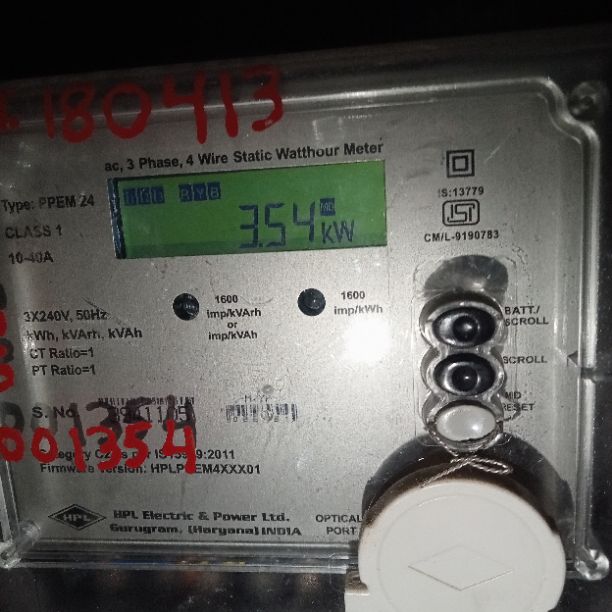 180413
ac, 3 Phase, 4 Wire Static Watthour Meter
Type: PPEM 24
CLASS 1
10-40A
RYB
3.54 MD kW
IS:13779
ISI
CM/L-9190783
3X240V, 50Hz
kWh, kVArh, kVAh
CT Ratio=1
PT Ratio=1
1600
imp/kVArh
or
imp/kVAh
1600
imp/kWh
BATT./
SCROLL
SCROLL
MD
RESET
S. No.
001354
Firmware version: HPLPPEM4XXX01
HPL
HPL Electric & Power Ltd.
Gurugram, (Haryana) INDIA
OPTICAL
PORT